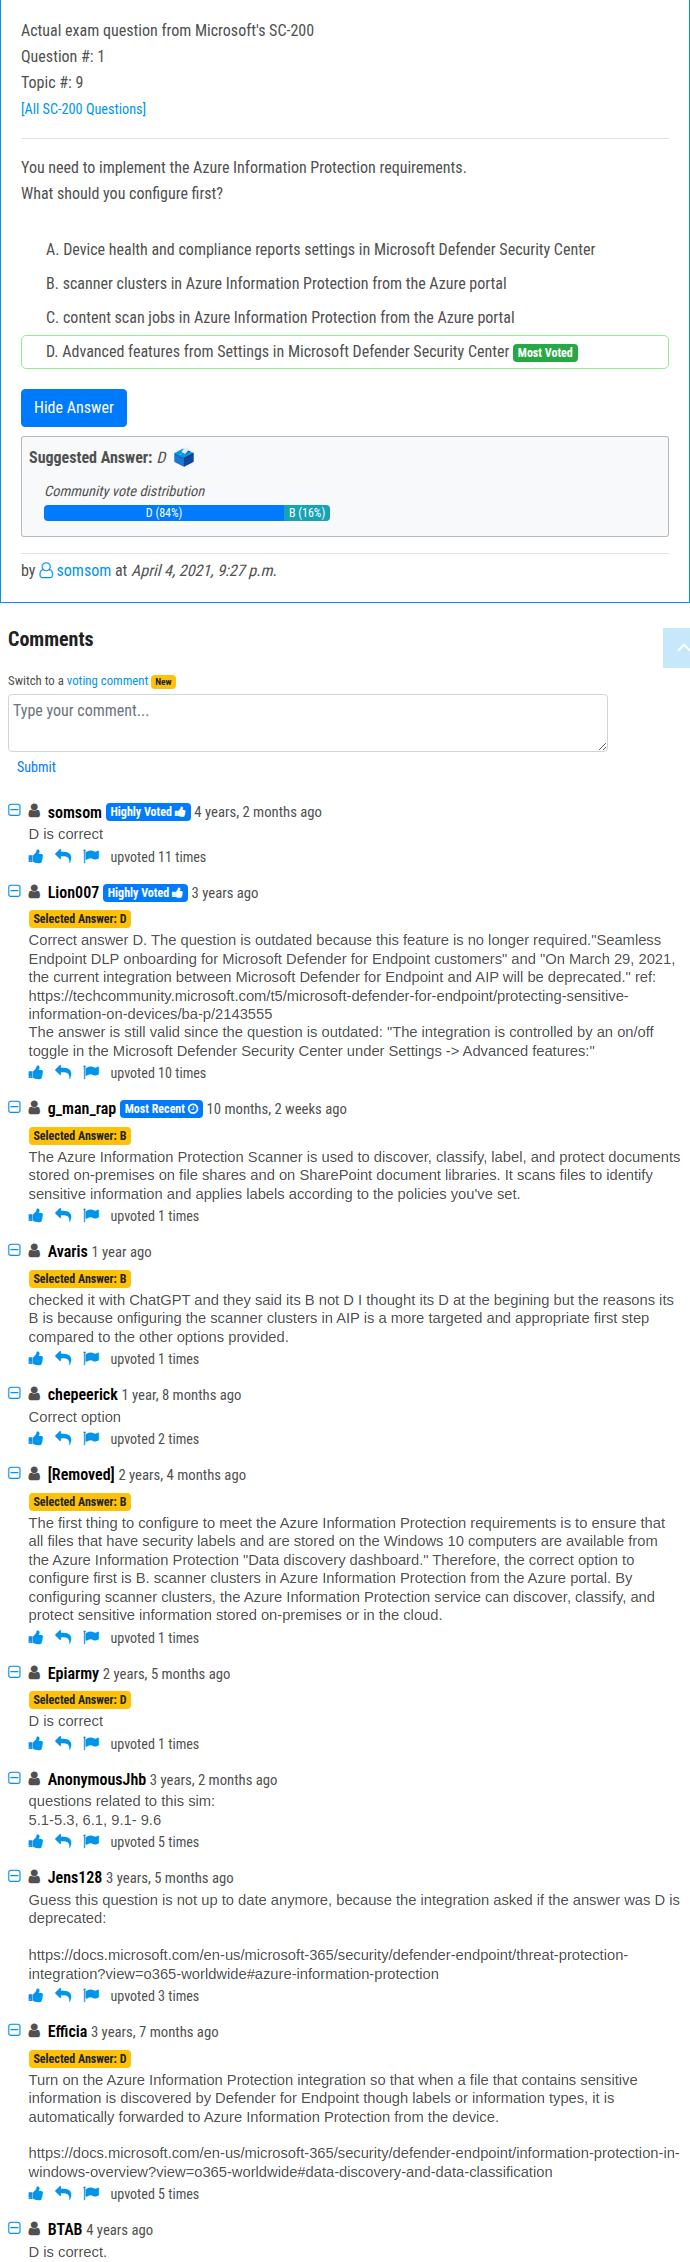 Actual exam question from Microsoft's SC-200
Question #: 1
Topic #: 9
[All SC-200 Questions]
You need to implement the Azure Information Protection requirements.
What should you configure first?
A. Device health and compliance reports settings in Microsoft Defender Security Center
B. scanner clusters in Azure Information Protection from the Azure portal
C. content scan jobs in Azure Information Protection from the Azure portal
D. Advanced features from Settings in Microsoft Defender Security Center Most Voted
Hide Answer
Suggested Answer: D
Community vote distribution
D (84%) B (16%)
by somsom at April 4, 2021, 9:27 p.m.
Comments
Switch to a voting comment New
Type your comment...
Submit
somsom Highly Voted 4 years, 2 months ago
D is correct
upvoted 11 times
Lion007 Highly Voted 3 years ago
Selected Answer: D
Correct answer D. The question is outdated because this feature is no longer required."Seamless
Endpoint DLP onboarding for Microsoft Defender for Endpoint customers" and "On March 29, 2021,
the current integration between Microsoft Defender for Endpoint and AIP will be deprecated." ref:
https://techcommunity.microsoft.com/t5/microsoft-defender-for-endpoint/protecting-sensitive-
information-on-devices/ba-p/2143555
The answer is still valid since the question is outdated: "The integration is controlled by an on/off
toggle in the Microsoft Defender Security Center under Settings -> Advanced features:"
upvoted 10 times
g_man_rap Most Recent 10 months, 2 weeks ago
Selected Answer: B
The Azure Information Protection Scanner is used to discover, classify, label, and protect documents
stored on-premises on file shares and on SharePoint document libraries. It scans files to identify
sensitive information and applies labels according to the policies you've set.
upvoted 1 times
Avaris 1 year ago
Selected Answer: B
checked it with ChatGPT and they said its B not D I thought its D at the begining but the reasons its
B is because onfiguring the scanner clusters in AIP is a more targeted and appropriate first step
compared to the other options provided.
upvoted 1 times
chepeerick 1 year, 8 months ago
Correct option
upvoted 2 times
[Removed] 2 years, 4 months ago
Selected Answer: B
The first thing to configure to meet the Azure Information Protection requirements is to ensure that
all files that have security labels and are stored on the Windows 10 computers are available from
the Azure Information Protection "Data discovery dashboard." Therefore, the correct option to
configure first is B. scanner clusters in Azure Information Protection from the Azure portal. By
configuring scanner clusters, the Azure Information Protection service can discover, classify, and
protect sensitive information stored on-premises or in the cloud.
upvoted 1 times
Epiarmy 2 years, 5 months ago
Selected Answer: D
D is correct
upvoted 1 times
AnonymousJhb 3 years, 2 months ago
questions related to this sim:
5.1-5.3, 6.1, 9.1- 9.6
upvoted 5 times
Jens128 3 years, 5 months ago
Guess this question is not up to date anymore, because the integration asked if the answer was D is
deprecated:
https://docs.microsoft.com/en-us/microsoft-365/security/defender-endpoint/threat-protection-
integration?view=o365-worldwide#azure-information-protection
upvoted 3 times
Efficia 3 years, 7 months ago
Selected Answer: D
Turn on the Azure Information Protection integration so that when a file that contains sensitive
information is discovered by Defender for Endpoint though labels or information types, it is
automatically forwarded to Azure Information Protection from the device.
https://docs.microsoft.com/en-us/microsoft-365/security/defender-endpoint/information-protection-in-
windows-overview?view=o365-worldwide#data-discovery-and-data-classification
upvoted 5 times
BTAB 4 years ago
D is correct.